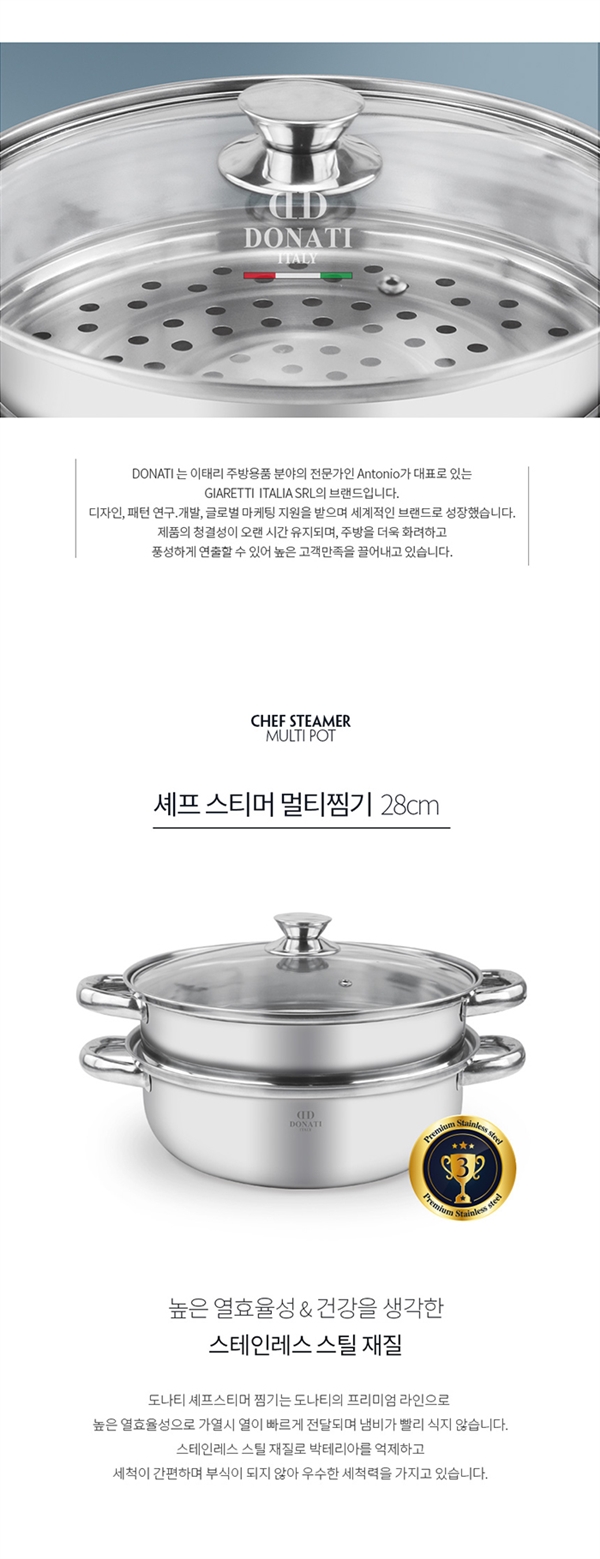 DD
DONATI
ITALY
DONATI 는 이태리 주방용품 분야의 전문가인 Antonio가 대표로 있는
GIARETTI ITALIA SRL의 브랜드입니다.
디자인, 패턴 연구.개발, 글로벌 마케팅 지원을 받으며 세계적인 브랜드로 성장했습니다.
제품의 청결성이 오랜 시간 유지되며, 주방을 더욱 화려하고
풍성하게 연출할 수 있어 높은 고객만족을 끌어내고 있습니다.
CHEF STEAMER
MULTI POT
셰프 스티머 멀티찜기 28cm
DD
DONATI
ITALY
Premium Stainless steel
3
Premium Stainless steel
높은 열효율성 & 건강을 생각한
스테인레스 스틸 재질
도나티 셰프스티머 찜기는 도나티의 프리미엄 라인으로
높은 열효율성으로 가열시 열이 빠르게 전달되며 냄비가 빨리 식지 않습니다.
스테인레스 스틸 재질로 박테리아를 억제하고
세척이 간편하며 부식이 되지 않아 우수한 세척력을 가지고 있습니다.